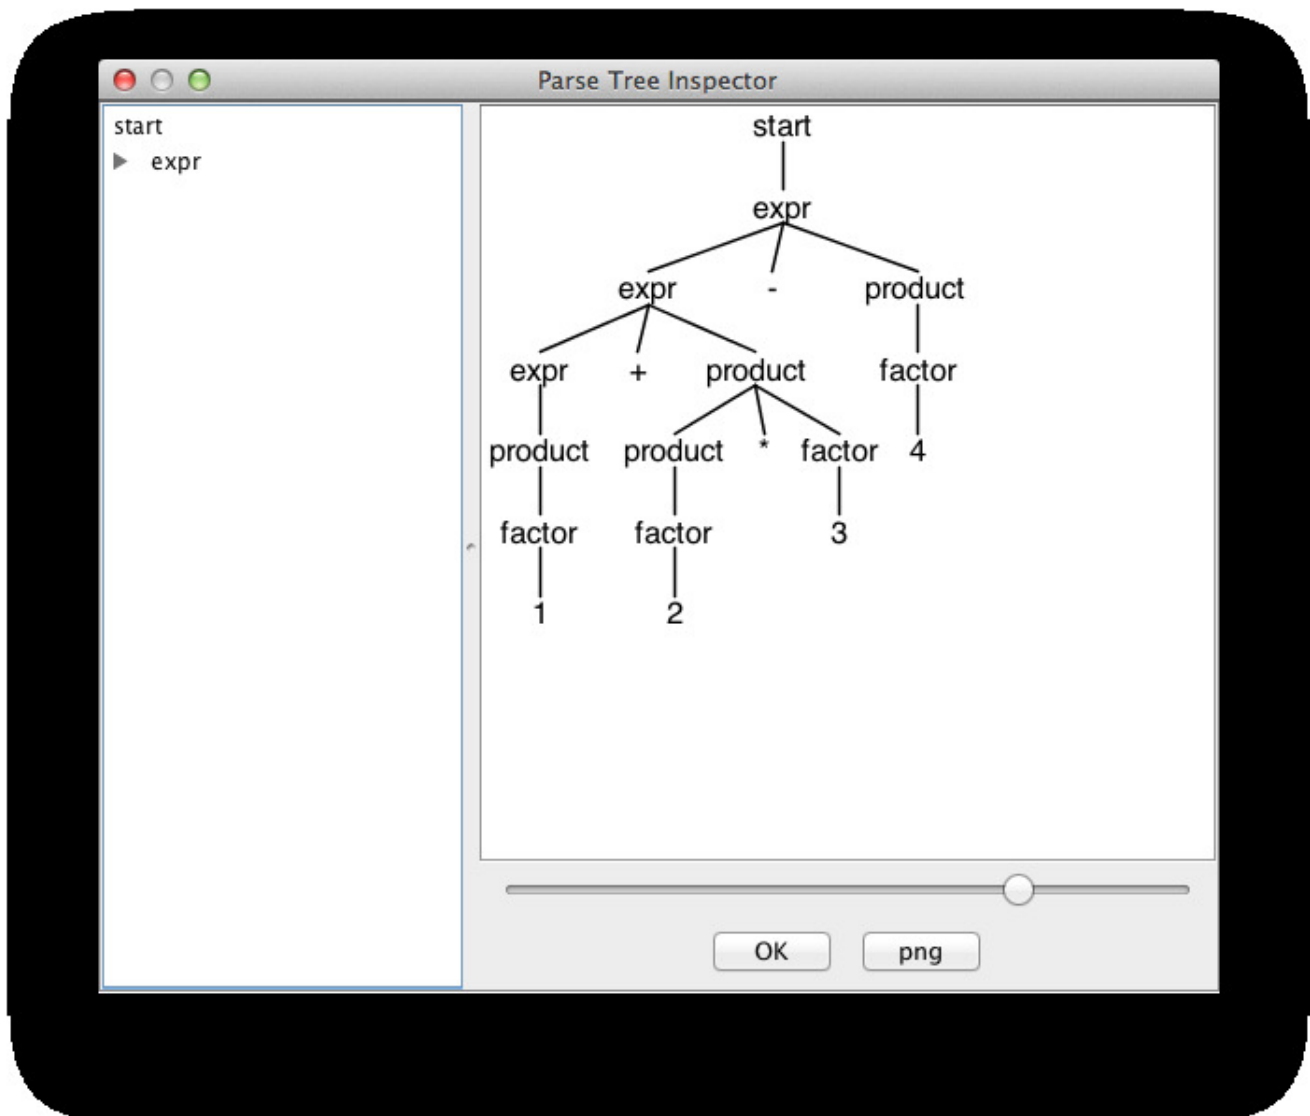 Parse Tree Inspector
start
expr
start
expr
expr - product
expr + product factor
product product * factor 4
factor factor 3
1 2
OK png